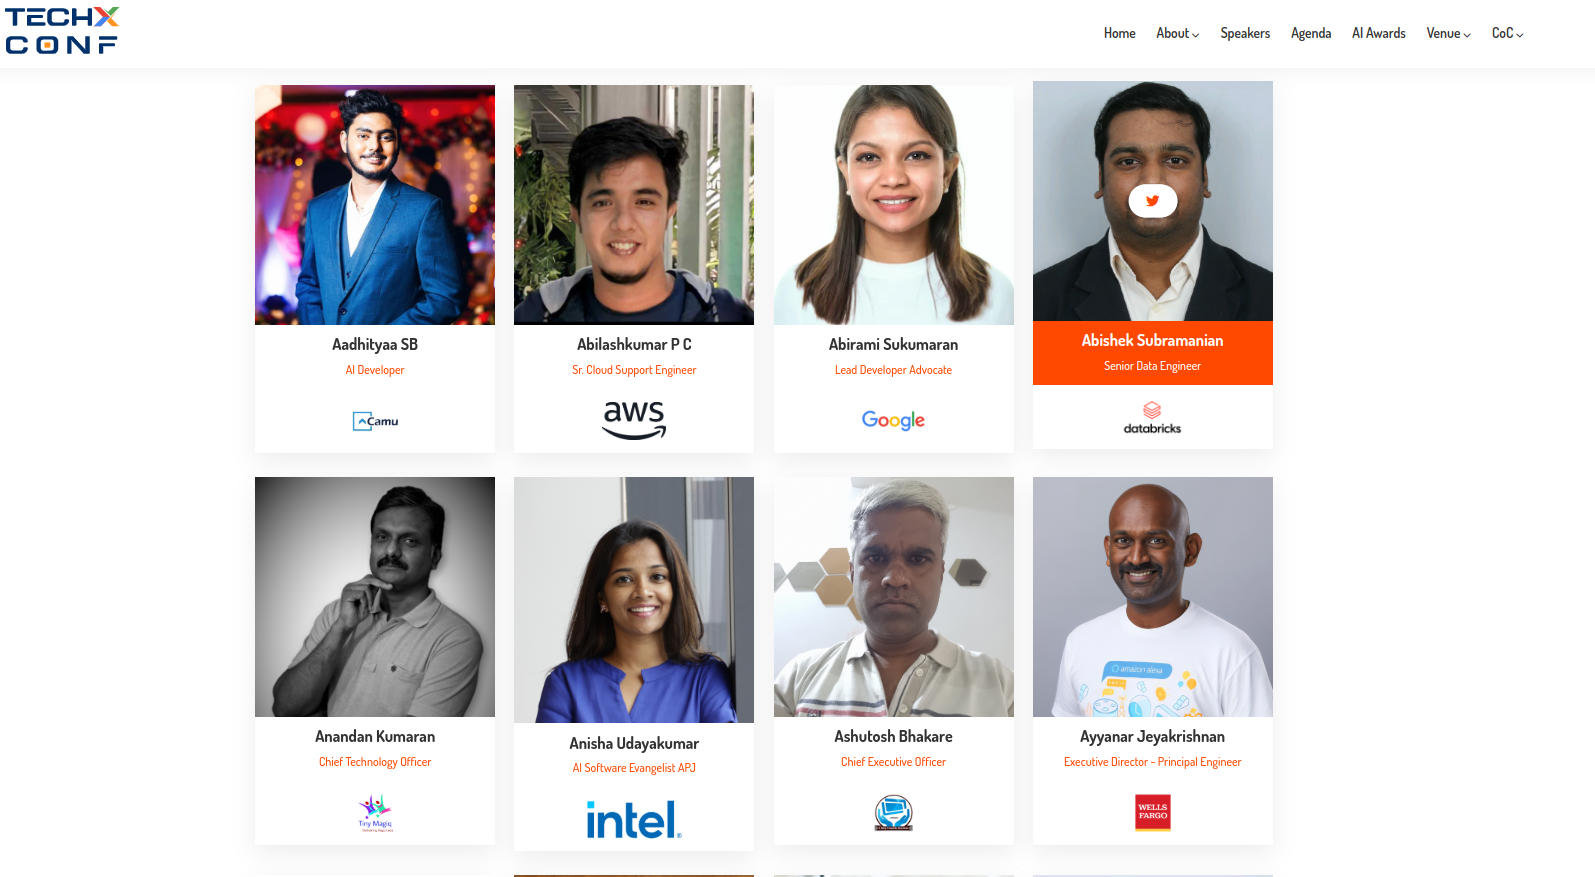 TECHX
CONF
Home About Speakers Agenda AI Awards Venue CoC
Aadhityaa SB
AI Developer
Camu
Abilashkumar P C
Sr. Cloud Support Engineer
aws
Abirami Sukumaran
Lead Developer Advocate
Google
Abishek Subramanian
Senior Data Engineer
databricks
Anandan Kumaran
Chief Technology Officer
Tiny Magiq
Anisha Udayakumar
AI Software Evangelist APJ
intel
Ashutosh Bhakare
Chief Executive Officer
amazon alexa
Ayyanar Jeyakrishnan
Executive Director - Principal Engineer
WELLS
FARGO